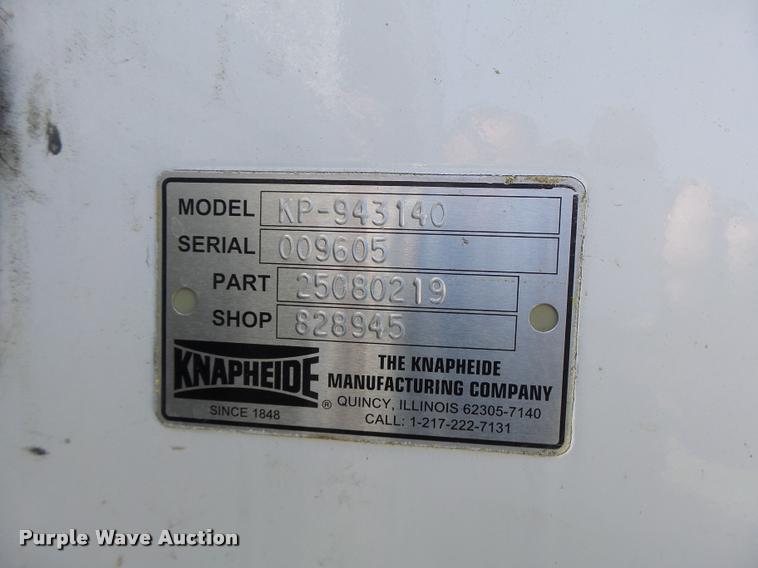 MODEL KP-943140
SERIAL 009605
PART 25080219
SHOP 828945
KNAPHEIDE ®
SINCE 1848
THE KNAPHEIDE
MANUFACTURING COMPANY
QUINCY, ILLINOIS 62305-7140
CALL: 1-217-222-7131
Purple Wave Auction